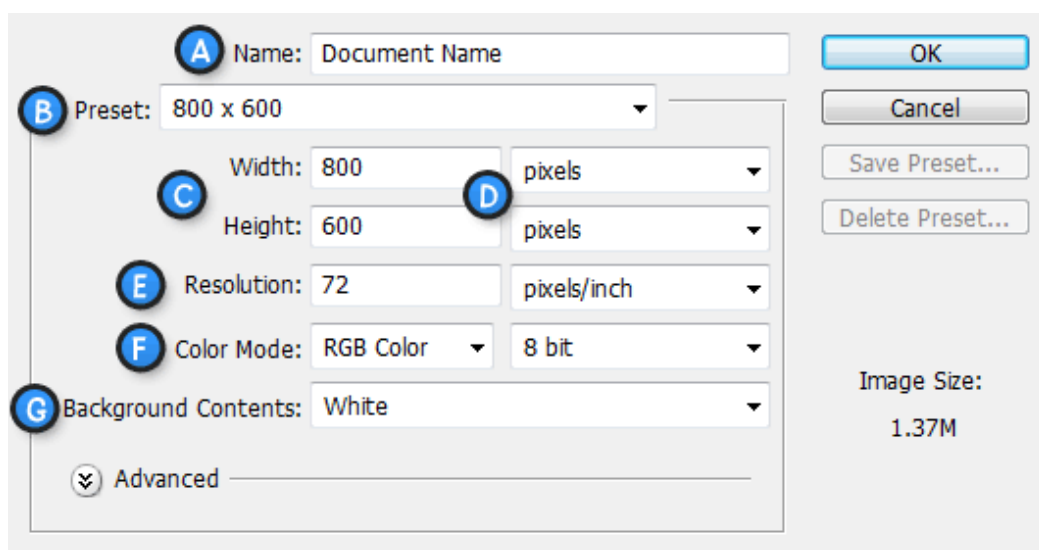 A Name: Document Name OK
B Preset: 800 x 600 Cancel
Width: 800 pixels Save Preset...
C D
Height: 600 pixels Delete Preset...
E Resolution: 72 pixels/inch
F Color Mode: RGB Color 8 bit
Image Size:
G Background Contents: White
1.37M
Advanced